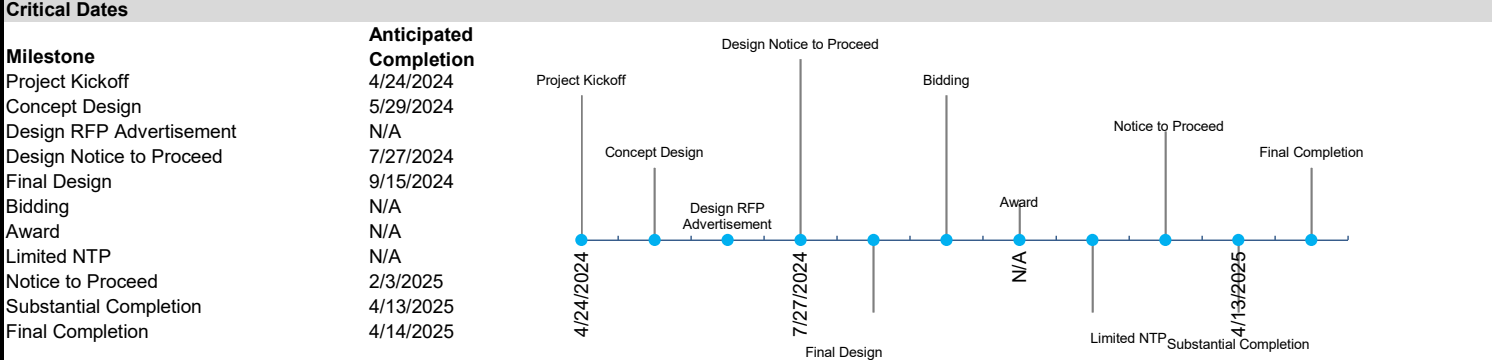 Critical Dates
Milestone Anticipated Completion
Project Kickoff 4/24/2024
Concept Design 5/29/2024
Design RFP Advertisement N/A
Design Notice to Proceed 7/27/2024
Final Design 9/15/2024
Bidding N/A
Award N/A
Limited NTP N/A
Notice to Proceed 2/3/2025
Substantial Completion 4/13/2025
Final Completion 4/14/2025
Design Notice to Proceed
Project Kickoff
Bidding
Notice to Proceed
Concept Design
Final Completion
Design RFP
Advertisement
Award
4/24/2024
7/27/2024
N/A
4/13/2025
Limited NTP
Substantial Completion
Final Design